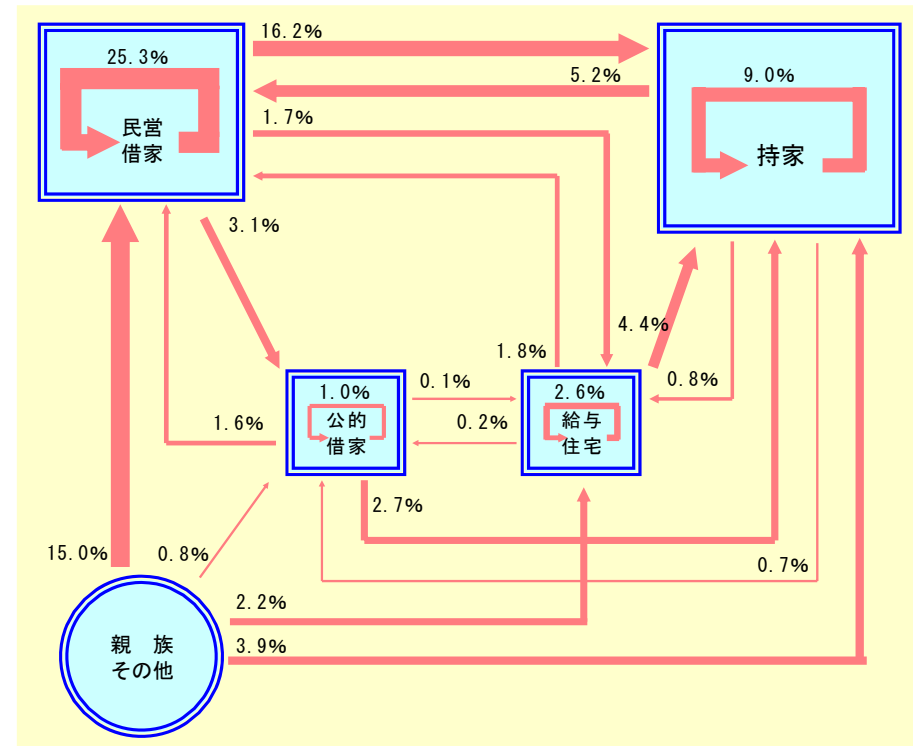 16.2%
25.3%
5.2%
9.0%
1.7%
民営
借家
持家
3.1%
4.4%
1.8%
0.1%
0.8%
1.0%
2.6%
公的
借家
給与
住宅
1.6%
0.2%
2.7%
15.0%
0.8%
0.7%
2.2%
3.9%
親 族
その他